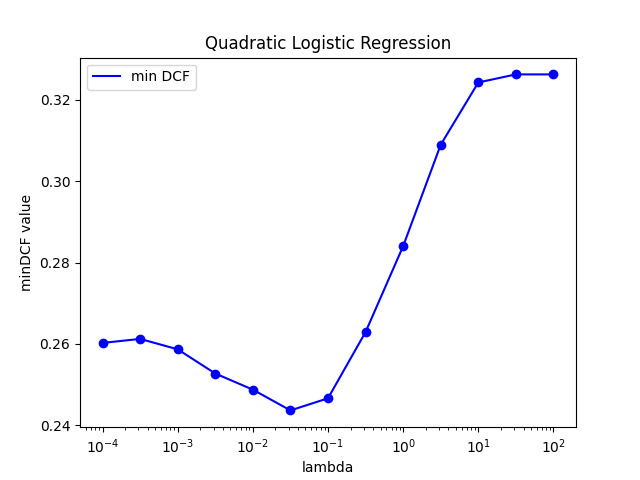 Quadratic Logistic Regression
min DCF
minDCF value
0.32
0.30
0.28
0.26
0.24
10⁻⁴ 10⁻³ 10⁻² 10⁻¹ 10⁰ 10¹ 10²
lambda